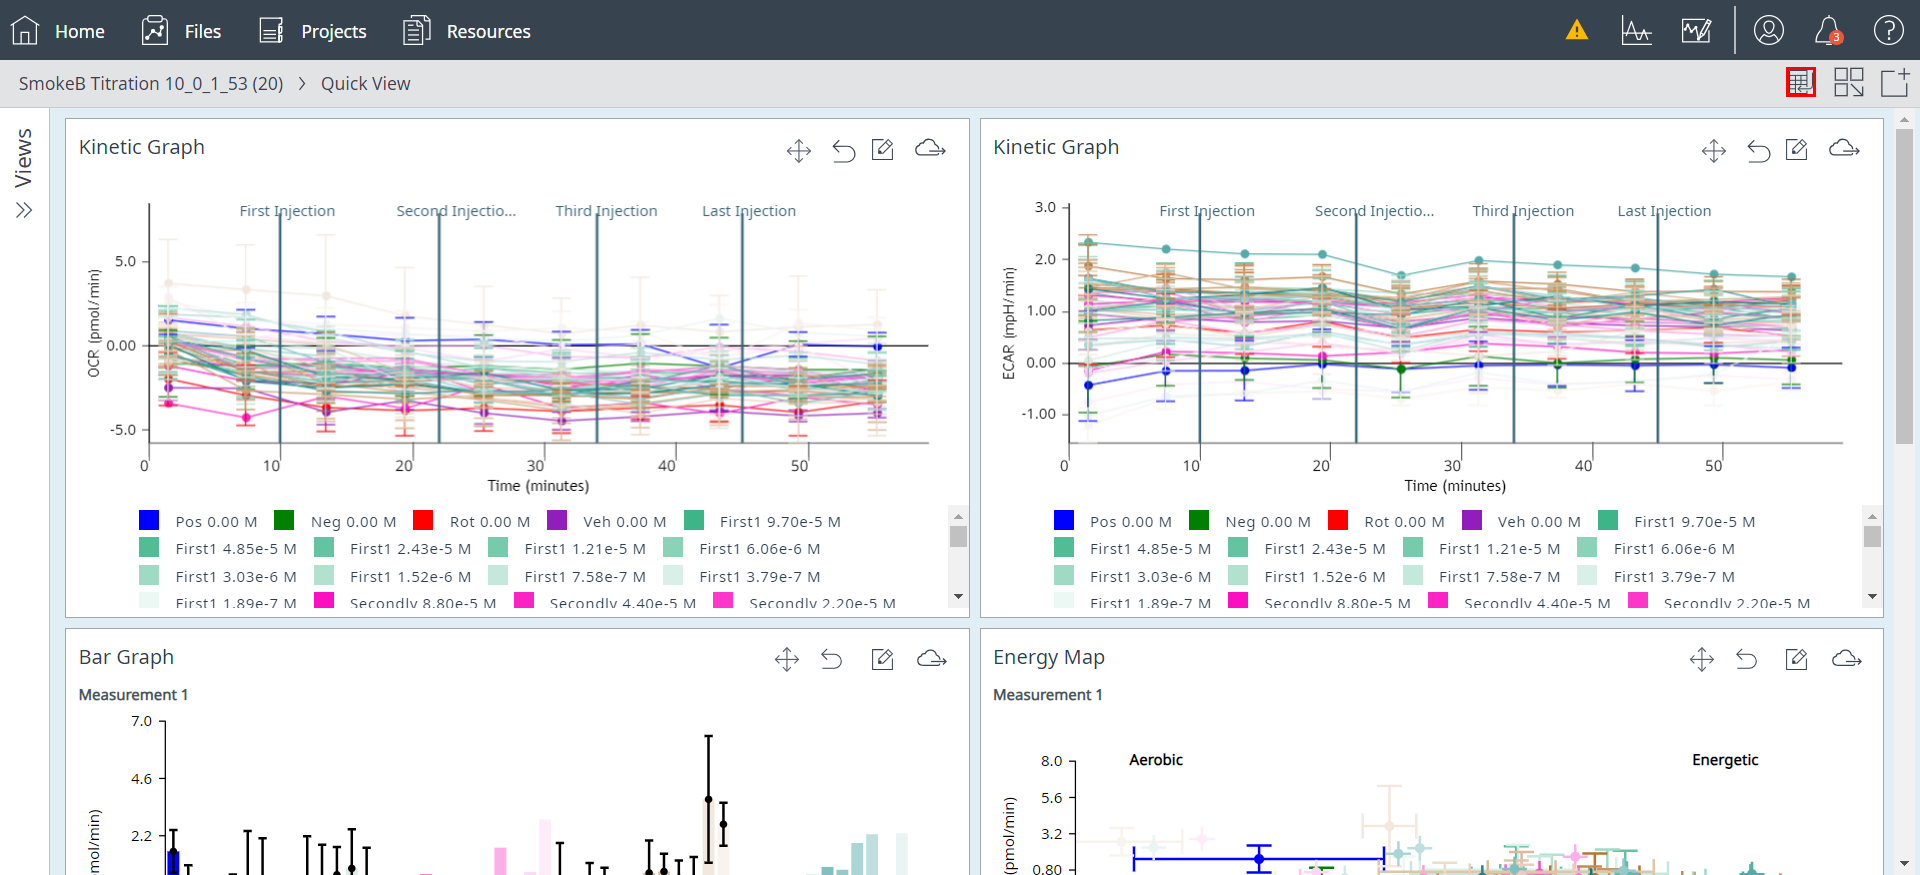 Home Files Projects Resources 3
SmokeB Titration 10_0_1_53 (20) > Quick View
Views
Kinetic Graph
First Injection Second Injectio... Third Injection Last Injection
OCR (pmol/min)
5.0
0.00
-5.0
0 10 20 30 40 50
Time (minutes)
Pos 0.00 M Neg 0.00 M Rot 0.00 M Veh 0.00 M First1 9.70e-5 M
First1 4.85e-5 M First1 2.43e-5 M First1 1.21e-5 M First1 6.06e-6 M
First1 3.03e-6 M First1 1.52e-6 M First1 7.58e-7 M First1 3.79e-7 M
First1 1.89e-7 M Secondly 8.80e-5 M Secondly 4.40e-5 M Secondly 2.20e-5 M
Kinetic Graph
First Injection Second Injectio... Third Injection Last Injection
ECAR (mpH/min)
3.0
2.0
1.00
0.00
-1.00
0 10 20 30 40 50
Time (minutes)
Pos 0.00 M Neg 0.00 M Rot 0.00 M Veh 0.00 M First1 9.70e-5 M
First1 4.85e-5 M First1 2.43e-5 M First1 1.21e-5 M First1 6.06e-6 M
First1 3.03e-6 M First1 1.52e-6 M First1 7.58e-7 M First1 3.79e-7 M
First1 1.89e-7 M Secondly 8.80e-5 M Secondly 4.40e-5 M Secondly 2.20e-5 M
Bar Graph
Measurement 1
7.0
4.6
2.2
mol/min)
Energy Map
Measurement 1
Aerobic Energetic
8.0
5.6
3.2
0.80
(pmol/min)